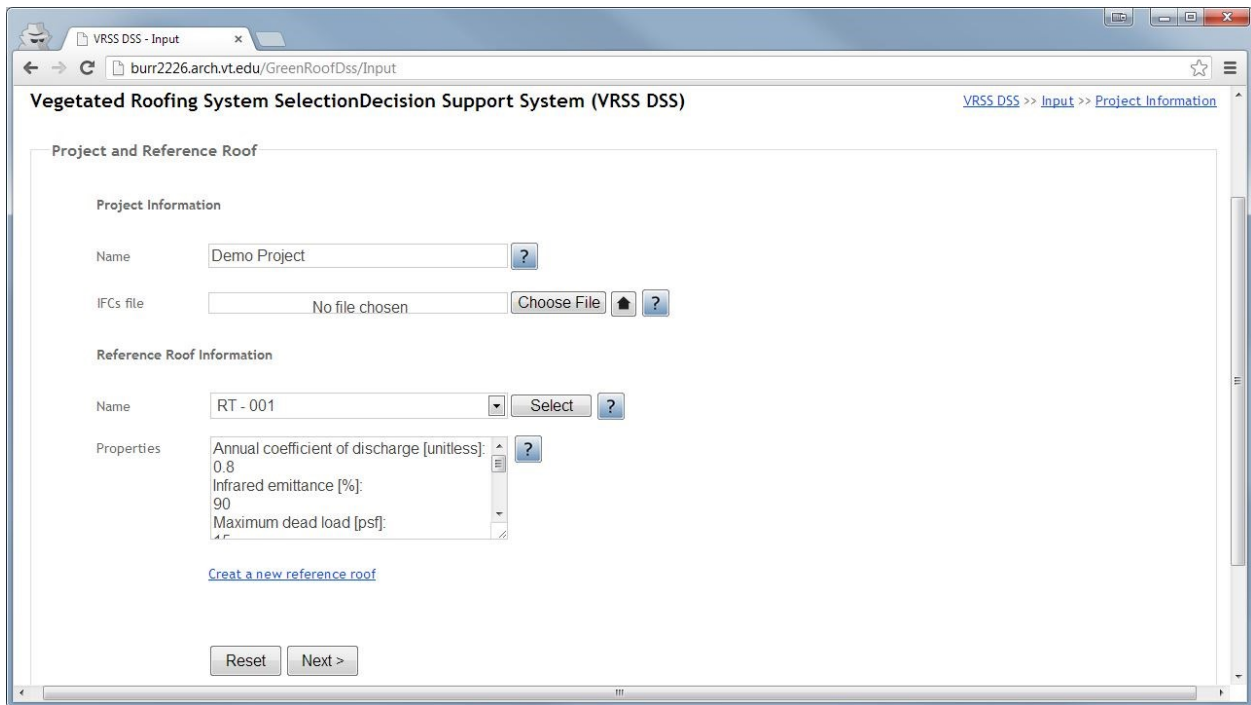 VRSS DSS - Input
burr2226.arch.vt.edu/GreenRoofDss/Input
Vegetated Roofing System SelectionDecision Support System (VRSS DSS)
VRSS DSS >> Input >> Project Information
Project and Reference Roof
Project Information
Name
Demo Project
?
IFCs file
No file chosen
Choose File
?
Reference Roof Information
Name
RT - 001
Select
?
Properties
Annual coefficient of discharge [unitless]:
0.8
Infrared emittance [%]:
90
Maximum dead load [psf]:
?
Creat a new reference roof
Reset
Next >